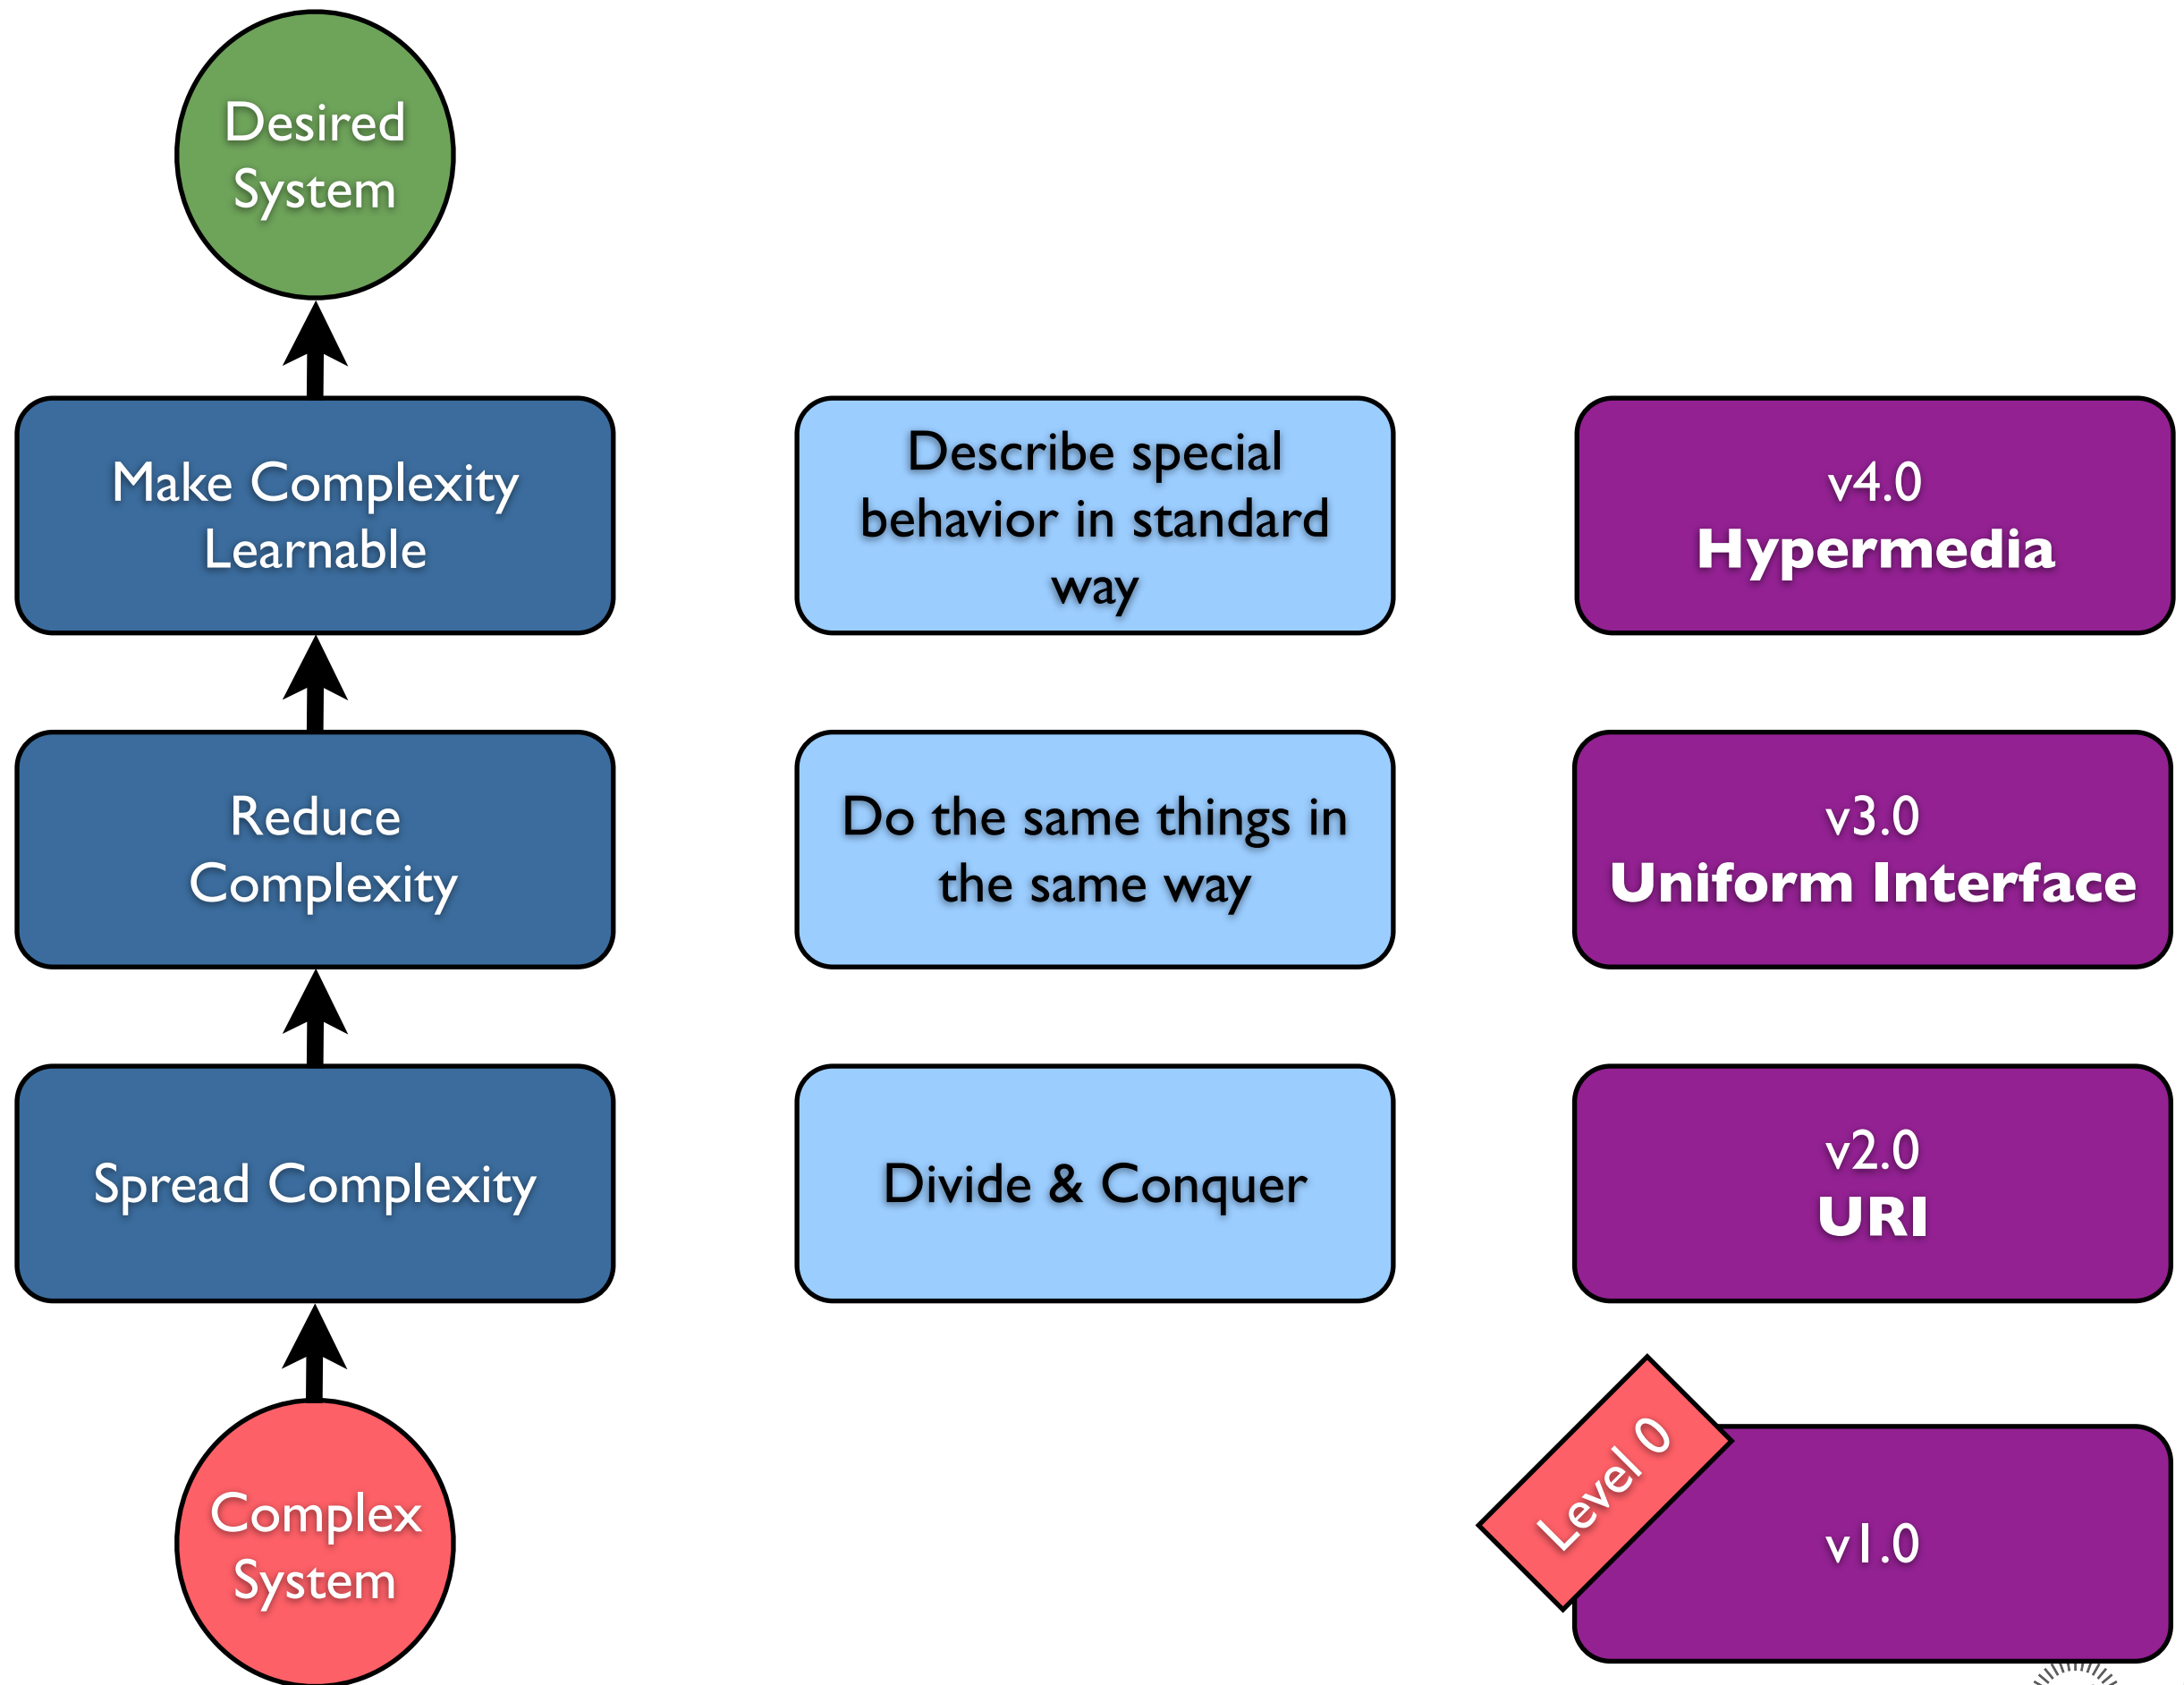 Desired
System
Make Complexity
Learnable
Describe special
behavior in standard
way
v4.0
Hypermedia
Reduce
Complexity
Do the same things in
the same way
v3.0
Uniform Interface
Spread Complexity
Divide & Conquer
v2.0
URI
Complex
System
Level 0
v1.0